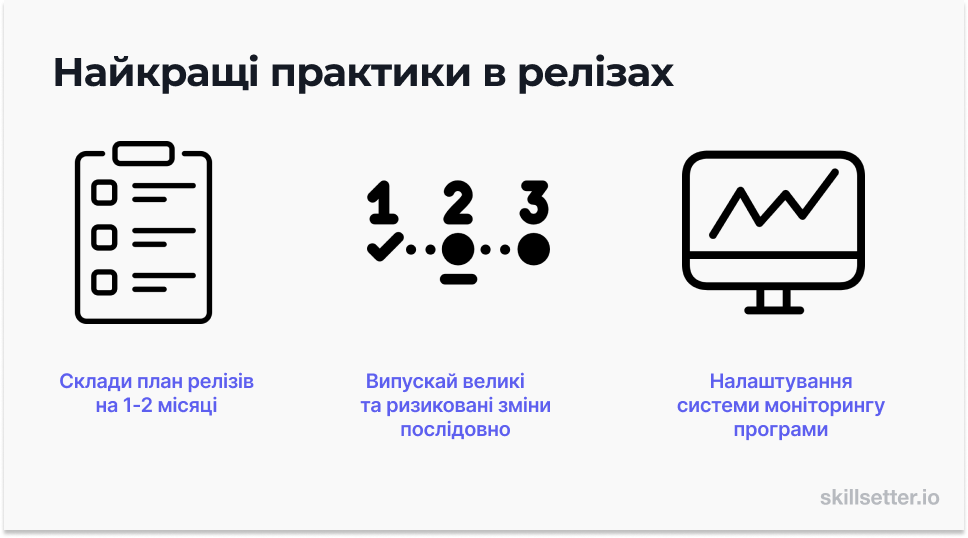 Найкращі практики в релізах
1 2 3
Склади план релізів
на 1-2 місяці
Випускай великі
та ризиковані зміни
послідовно
Налаштування
системи моніторингу
програми
skillsetter.io